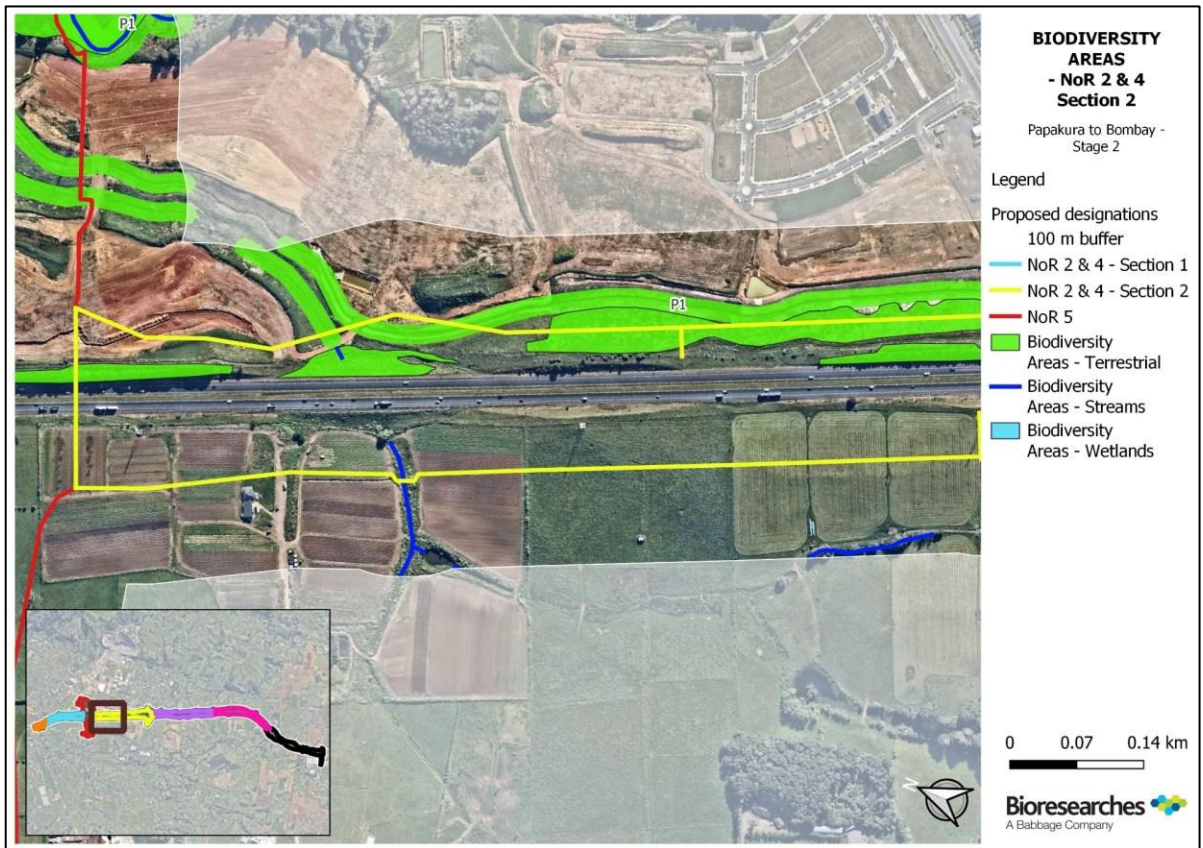 P1
P1
BIODIVERSITY
AREAS
- NoR 2 & 4
Section 2
Papakura to Bombay -
Stage 2
Legend
Proposed designations
100 m buffer
NoR 2 & 4 - Section 1
NoR 2 & 4 - Section 2
NoR 5
Biodiversity
Areas - Terrestrial
Biodiversity
Areas - Streams
Biodiversity
Areas - Wetlands
N
0 0.07 0.14 km
Bioresearches
A Babbage Company